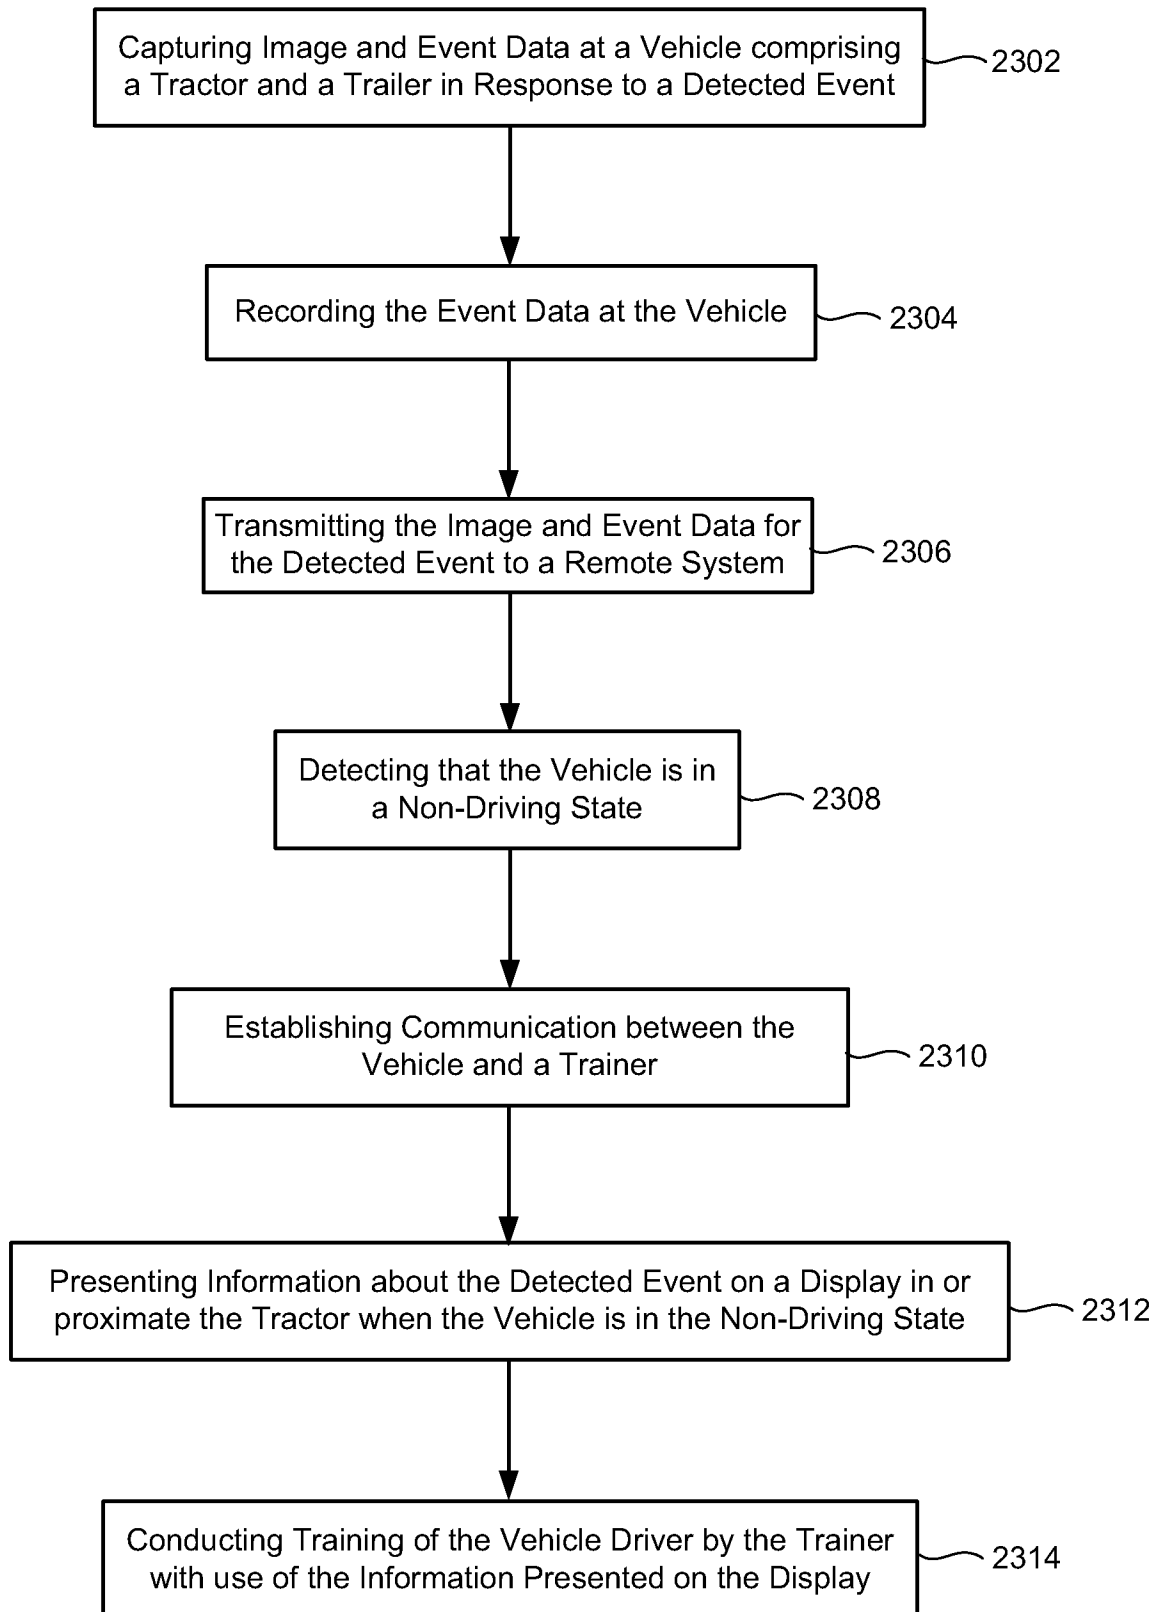 Capturing Image and Event Data at a Vehicle comprising
a Tractor and a Trailer in Response to a Detected Event
2302
Recording the Event Data at the Vehicle
2304
Transmitting the Image and Event Data for
the Detected Event to a Remote System
2306
Detecting that the Vehicle is in
a Non-Driving State
2308
Establishing Communication between the
Vehicle and a Trainer
2310
Presenting Information about the Detected Event on a Display in or
proximate the Tractor when the Vehicle is in the Non-Driving State
2312
Conducting Training of the Vehicle Driver by the Trainer
with use of the Information Presented on the Display
2314